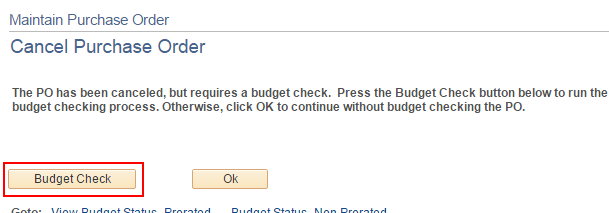 Maintain Purchase Order
Cancel Purchase Order
The PO has been canceled, but requires a budget check.  Press the Budget Check button below to run the
budget checking process. Otherwise, click OK to continue without budget checking the PO.
Budget Check Ok
Goto: View Budget Status, Prorated Budget Status, Non Prorated